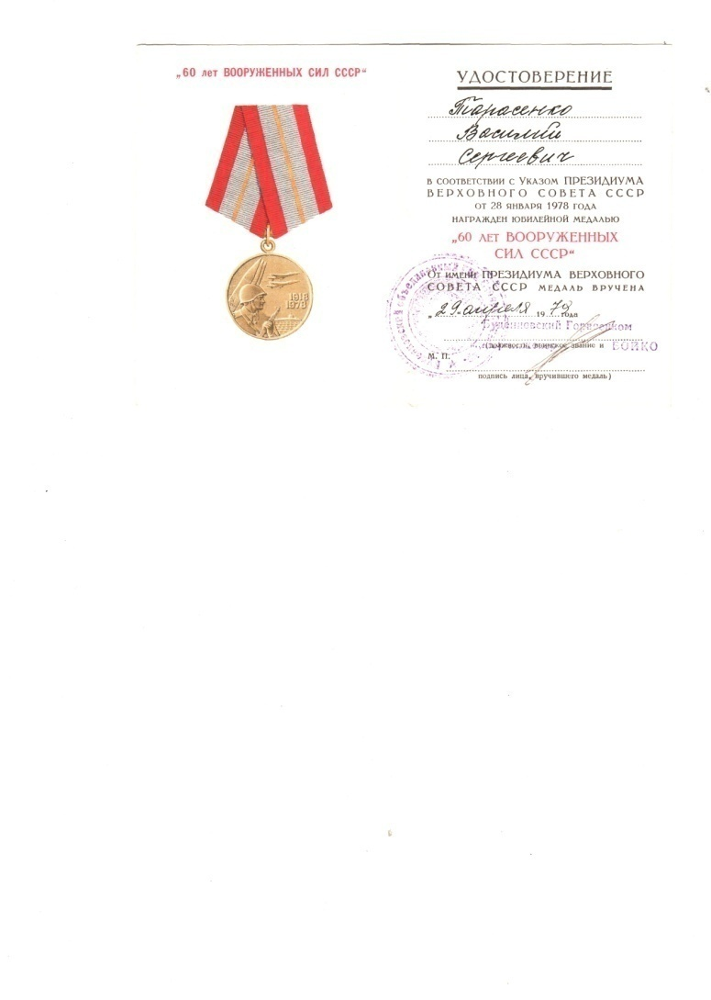 „60 лет ВООРУЖЕННЫХ СИЛ СССР“
1918
1978
УДОСТОВЕРЕНИЕ
Тарасенко
Василий
Сергеевич
В СООТВЕТСТВИИ С УКАЗОМ ПРЕЗИДИУМА
ВЕРХОВНОГО СОВЕТА СССР
ОТ 28 ЯНВАРЯ 1978 ГОДА
НАГРАЖДЕН ЮБИЛЕЙНОЙ МЕДАЛЬЮ
„60 ЛЕТ ВООРУЖЕННЫХ
СИЛ СССР“
ОТ ИМЕНИ ПРЕЗИДИУМА ВЕРХОВНОГО
СОВЕТА СССР МЕДАЛЬ ВРУЧЕНА
„29 апреля 1979 года
Буденновский Горвоенком
(должность, воинское звание и БОЙКО
М. П.
подпись лица, вручившего медаль)